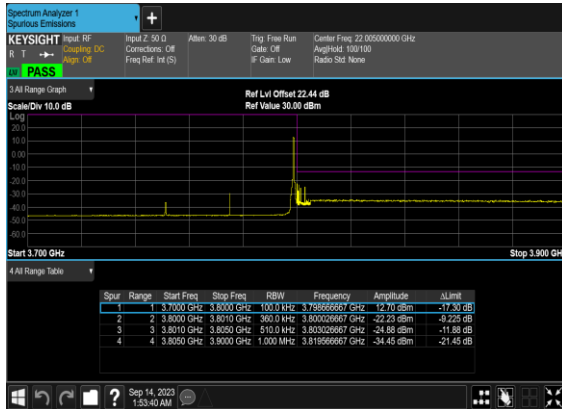 Spectrum Analyzer 1
Spurious Emissions
KEYSIGHT Input: RF Input Z: 50 Ω Atten: 30 dB Trig: Free Run Center Freq: 22.005000000 GHz
R T Coupling: DC Corrections: Off Gate: Off Avg|Hold: 100/100
Align: Off Freq Ref: Int (S) IF Gain: Low Radio Std: None
PASS
3 All Range Graph Ref Lvl Offset 22.44 dB
Scale/Div 10.0 dB Ref Value 30.00 dBm
Log
20.0
10.0
0.00
-10.0
-20.0
-30.0
-40.0
-50.0
-60.0
Start 3.700 GHz Stop 3.900 GH
4 All Range Table
Spur Range Start Freq Stop Freq RBW Frequency Amplitude ΔLimit
1 1 3.7000 GHz 3.8000 GHz 100.0 kHz 3.798666667 GHz 12.70 dBm -17.30 dB
2 2 3.8000 GHz 3.8010 GHz 360.0 kHz 3.800026667 GHz -22.23 dBm -9.225 dB
3 3 3.8010 GHz 3.8050 GHz 510.0 kHz 3.803026667 GHz -24.88 dBm -11.88 dB
4 4 3.8050 GHz 3.9000 GHz 1.000 MHz 3.819566667 GHz -34.45 dBm -21.45 dB
Sep 14, 2023
1:53:40 AM